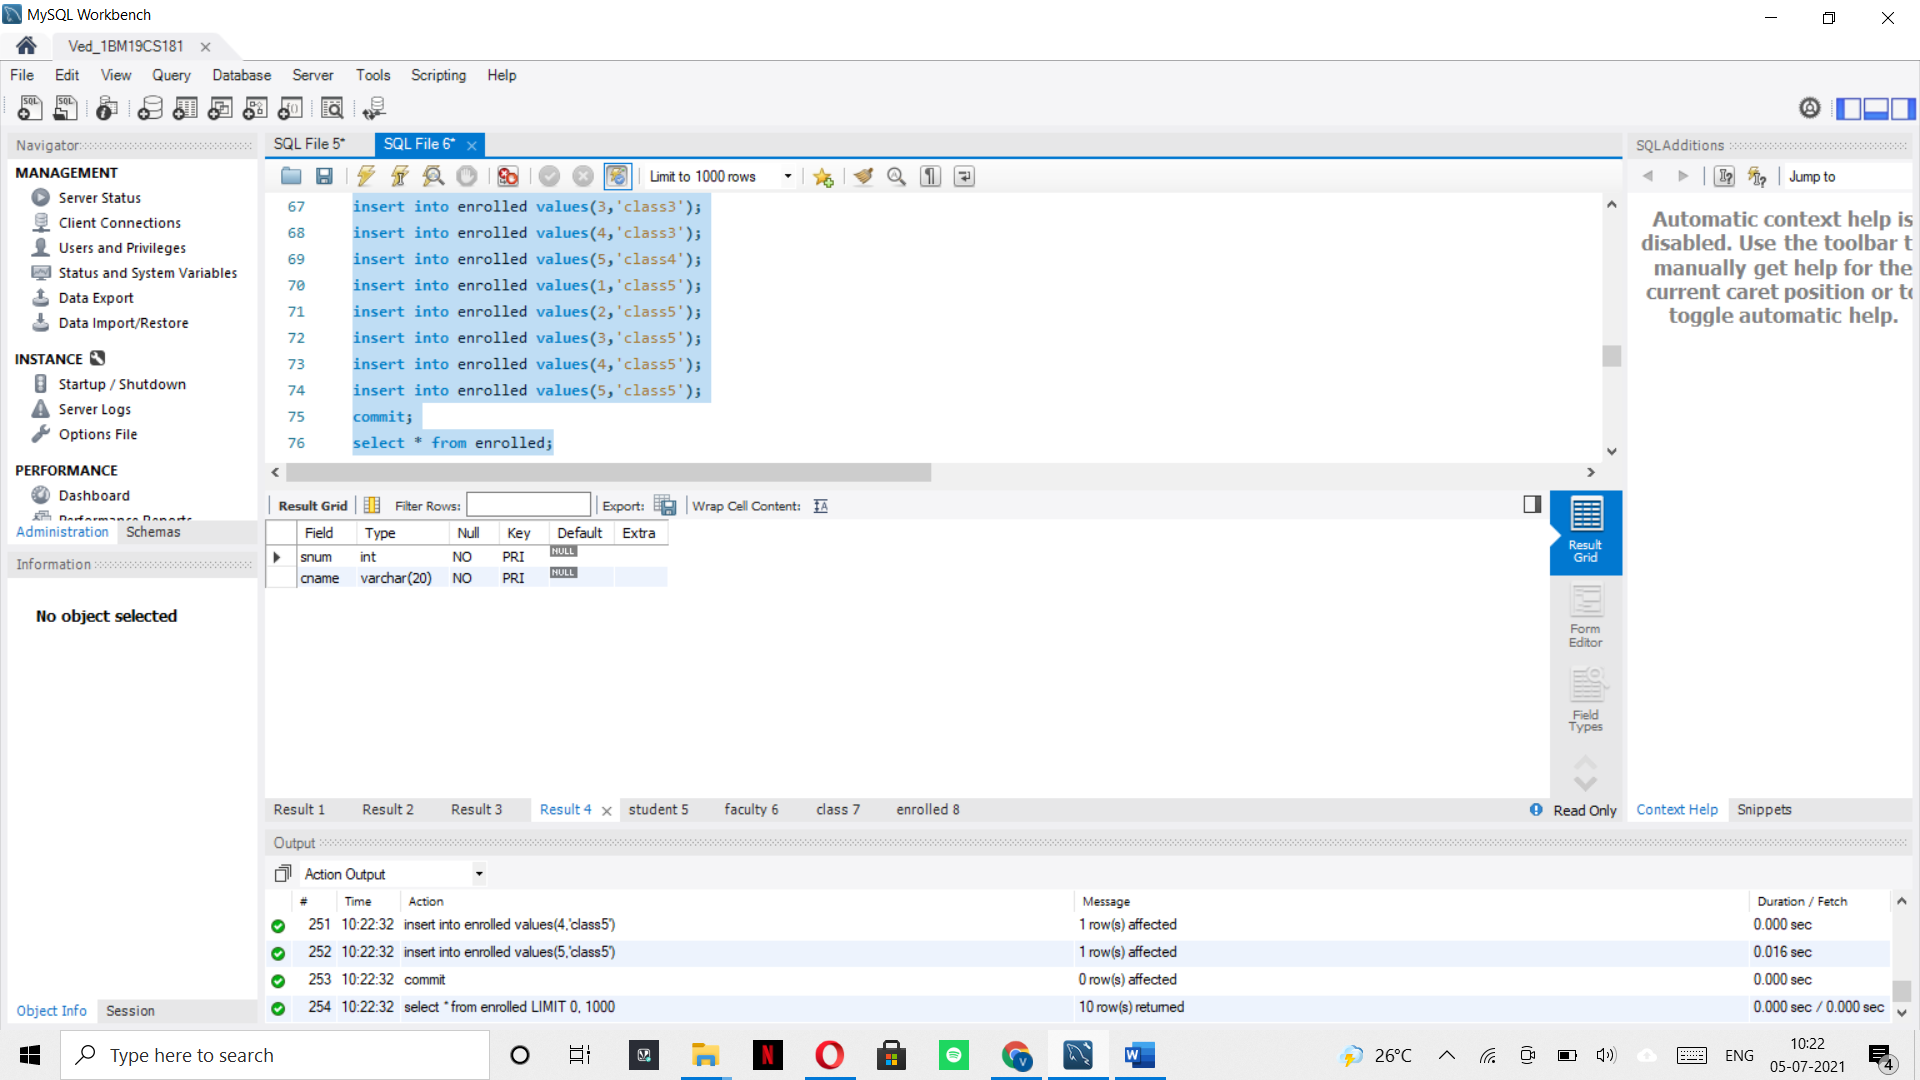 MySQL Workbench
Ved_1BM19CS181
File Edit View Query Database Server Tools Scripting Help
Navigator
MANAGEMENT
Server Status
Client Connections
Users and Privileges
Status and System Variables
Data Export
Data Import/Restore
INSTANCE
Startup / Shutdown
Server Logs
Options File
PERFORMANCE
Dashboard
Performance Reports
Administration Schemas
Information
No object selected
Object Info Session
SQL File 5* SQL File 6*
Limit to 1000 rows
67 insert into enrolled values(3,'class3');
68 insert into enrolled values(4,'class3');
69 insert into enrolled values(5,'class4');
70 insert into enrolled values(1,'class5');
71 insert into enrolled values(2,'class5');
72 insert into enrolled values(3,'class5');
73 insert into enrolled values(4,'class5');
74 insert into enrolled values(5,'class5');
75 commit;
76 select * from enrolled;
Result Grid Filter Rows: Export: Wrap Cell Content:
Field Type Null Key Default Extra
snum int NO PRI NULL
cname varchar(20) NO PRI NULL
Result Grid
Form Editor
Field Types
Result 1 Result 2 Result 3 Result 4 student 5 faculty 6 class 7 enrolled 8
Read Only
SQLAdditions
Jump to
Automatic context help is
disabled. Use the toolbar t
manually get help for the
current caret position or to
toggle automatic help.
Context Help Snippets
Output
Action Output
# Time Action Message Duration / Fetch
251 10:22:32 insert into enrolled values(4,'class5') 1 row(s) affected 0.000 sec
252 10:22:32 insert into enrolled values(5,'class5') 1 row(s) affected 0.016 sec
253 10:22:32 commit 0 row(s) affected 0.000 sec
254 10:22:32 select * from enrolled LIMIT 0, 1000 10 row(s) returned 0.000 sec / 0.000 sec
Type here to search
26°C
ENG
10:22
05-07-2021
4